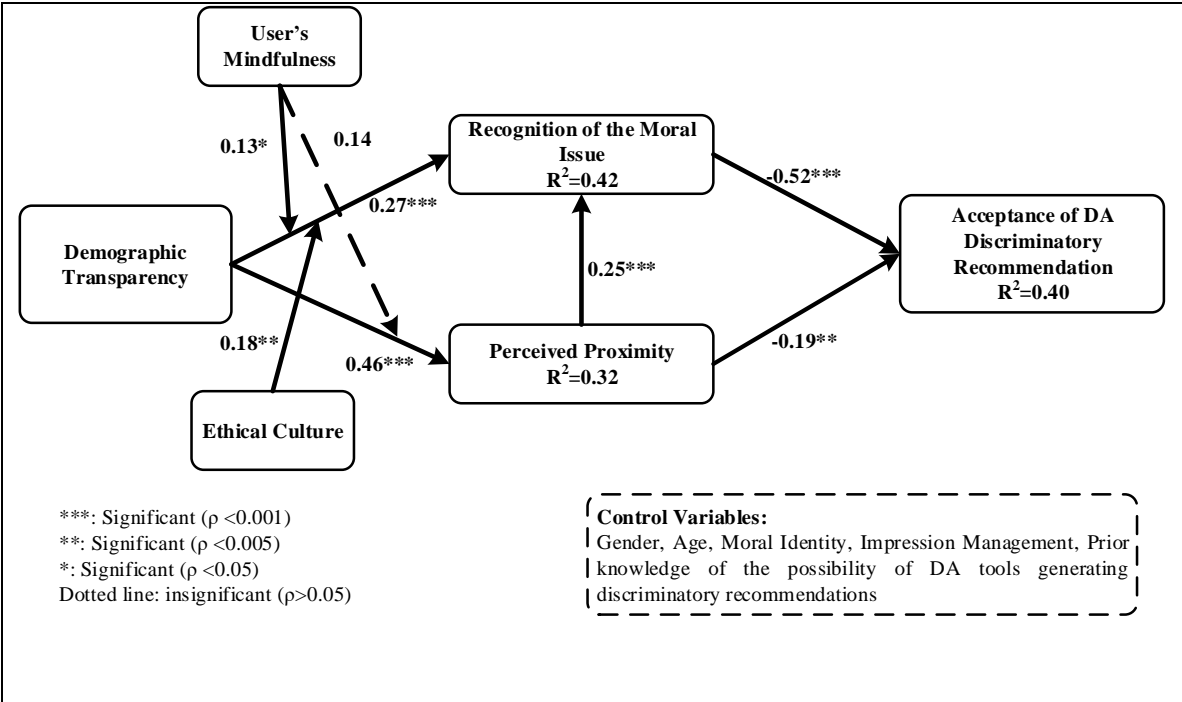 User's
Mindfulness
0.13*
0.14
Recognition of the Moral
Issue
R²=0.42
0.27***
-0.52***
Demographic
Transparency
Acceptance of DA
Discriminatory
Recommendation
R²=0.40
0.25***
0.18**
0.46***
Perceived Proximity
R²=0.32
-0.19**
Ethical Culture
***: Significant (ρ <0.001)
**: Significant (ρ <0.005)
*: Significant (ρ <0.05)
Dotted line: insignificant (ρ>0.05)
Control Variables:
Gender, Age, Moral Identity, Impression Management, Prior
knowledge of the possibility of DA tools generating
discriminatory recommendations